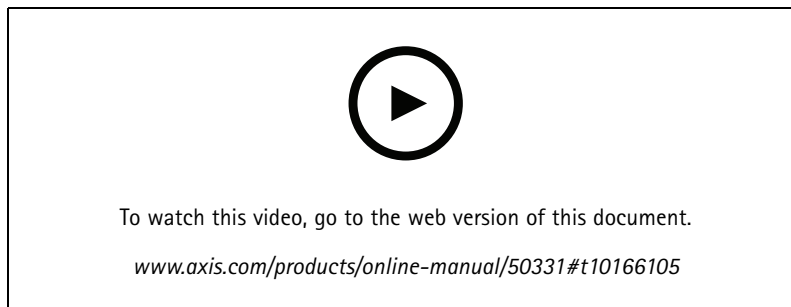 To watch this video, go to the web version of this document.
www.axis.com/products/online-manual/50331#t10166105